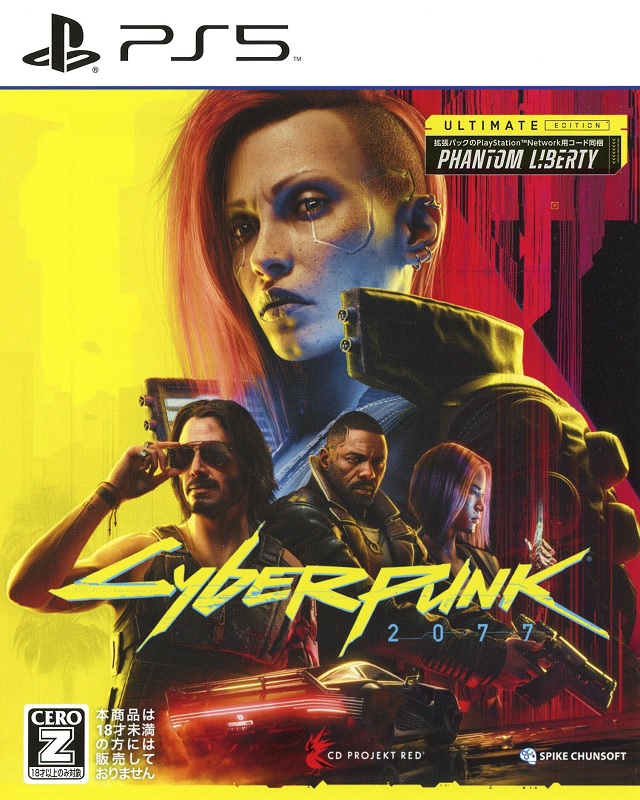 PS5
ULTIMATE EDITION
拡張パックのPlayStation™Network用コード同梱
PHANTOM L!BERTY
CYBERPUNK
2077
CERO
Z
18才以上のみ対象
本商品は
18才未満
の方には
販売して
おりません
CD PROJEKT RED®
SPIKE CHUNSOFT